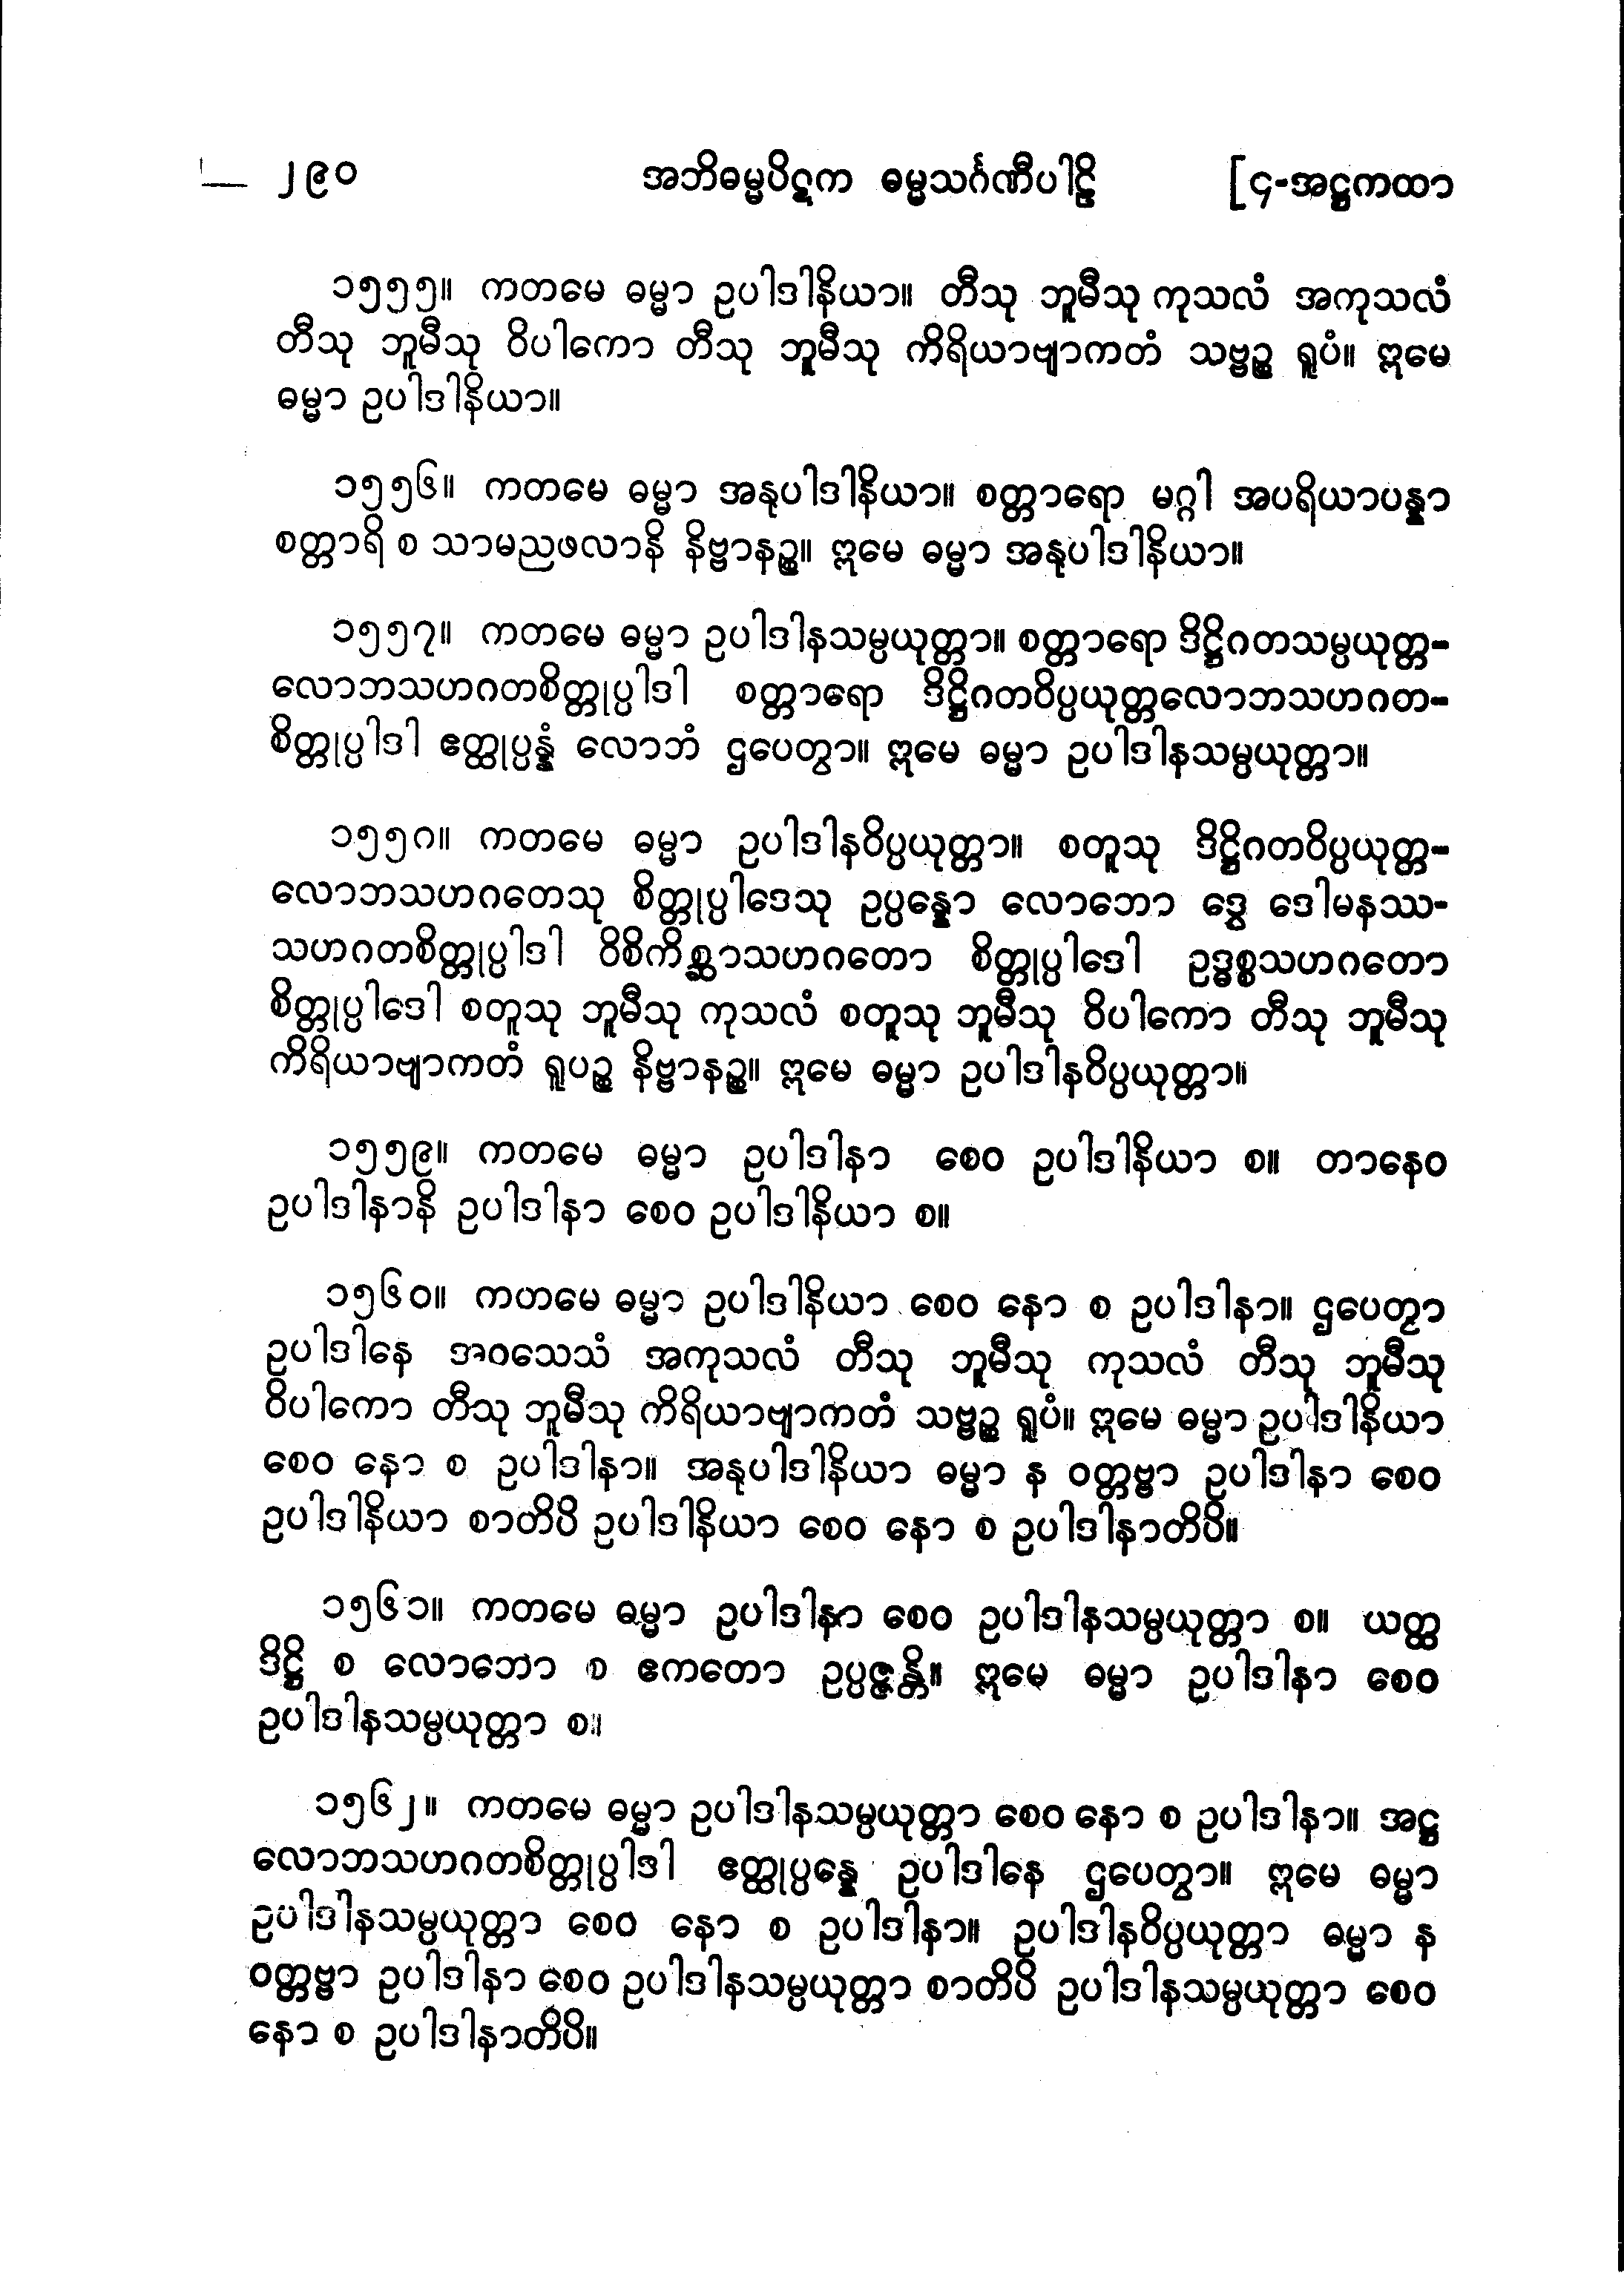 ၂၉၀ အဘိဓမ္မပိဋက ဓမ္မသင်္ဂဏီပါဠိ [၄-အဋ္ဌကထာ
၁၅၅၅။ ကတမေ ဓမ္မာ ဥပါဒါနိယာ။ တီသု ဘူမီသု ကုသလံ အကုသလံ
တီသု ဘူမီသု ဝိပါကော တီသု ဘူမီသု ကိရိယာဗျာကတံ သဗ္ဗဉ္စ ရူပံ။ ဣမေ
ဓမ္မာ ဥပါဒါနိယာ။
၁၅၅၆။ ကတမေ ဓမ္မာ အနုပါဒါနိယာ။ စတ္တာရော မဂ္ဂါ အပရိယာပန္နာ
စတ္တာရိ စ သာမညဖလာနိ နိဗ္ဗာနဉ္စ။ ဣမေ ဓမ္မာ အနုပါဒါနိယာ။
၁၅၅၇။ ကတမေ ဓမ္မာ ဥပါဒါနသမ္ပယုတ္တာ။ စတ္တာရော ဒိဋ္ဌိဂတသမ္ပယုတ္တ-
လောဘသဟဂတစိတ္တုပ္ပါဒါ စတ္တာရော ဒိဋ္ဌိဂတဝိပ္ပယုတ္တလောဘသဟဂတ-
စိတ္တုပ္ပါဒါ ဧတ္ထုပ္ပန္နံ လောဘံ ဌပေတွာ။ ဣမေ ဓမ္မာ ဥပါဒါနသမ္ပယုတ္တာ။
၁၅၅၈။ ကတမေ ဓမ္မာ ဥပါဒါနဝိပ္ပယုတ္တာ။ စတူသု ဒိဋ္ဌိဂတဝိပ္ပယုတ္တ-
လောဘသဟဂတေသု စိတ္တုပ္ပါဒေသု ဥပ္ပန္နော လောဘော ဒွေ ဒေါမနဿ-
သဟဂတစိတ္တုပ္ပါဒါ ဝိစိကိစ္ဆာသဟဂတော စိတ္တုပ္ပါဒေါ ဥဒ္ဓစ္စသဟဂတော
စိတ္တုပ္ပါဒေါ စတူသု ဘူမီသု ကုသလံ စတူသု ဘူမီသု ဝိပါကော တီသု ဘူမီသု
ကိရိယာဗျာကတံ ရူပဉ္စ နိဗ္ဗာနဉ္စ။ ဣမေ ဓမ္မာ ဥပါဒါနဝိပ္ပယုတ္တာ။
၁၅၅၉။ ကတမေ ဓမ္မာ ဥပါဒါနာ စေဝ ဥပါဒါနိယာ စ။ တာနေဝ
ဥပါဒါနာနိ ဥပါဒါနာ စေဝ ဥပါဒါနိယာ စ။
၁၅၆၀။ ကတမေ ဓမ္မာ ဥပါဒါနိယာ စေဝ နော စ ဥပါဒါနာ။ ဌပေတွာ
ဥပါဒါနေ အဝသေသံ အကုသလံ တီသု ဘူမီသု ကုသလံ တီသု ဘူမီသု
ဝိပါကော တီသု ဘူမီသု ကိရိယာဗျာကတံ သဗ္ဗဉ္စ ရူပံ။ ဣမေ ဓမ္မာ ဥပါဒါနိယာ
စေဝ နော စ ဥပါဒါနာ။ အနုပါဒါနိယာ ဓမ္မာ န ဝတ္တဗ္ဗာ ဥပါဒါနာ စေဝ
ဥပါဒါနိယာ စာတိပိ ဥပါဒါနိယာ စေဝ နော စ ဥပါဒါနာတိပိ။
၁၅၆၁။ ကတမေ ဓမ္မာ ဥပါဒါနာ စေဝ ဥပါဒါနသမ္ပယုတ္တာ စ။ ယတ္ထ
ဒိဋ္ဌိ စ လောဘော စ ဧကတော ဥပ္ပဇ္ဇန္တိ။ ဣမေ ဓမ္မာ ဥပါဒါနာ စေဝ
ဥပါဒါနသမ္ပယုတ္တာ စ။
၁၅၆၂။ ကတမေ ဓမ္မာ ဥပါဒါနသမ္ပယုတ္တာ စေဝ နော စ ဥပါဒါနာ။ အဋ္ဌ
လောဘသဟဂတစိတ္တုပ္ပါဒါ ဧတ္ထုပ္ပန္နေ ဥပါဒါနေ ဌပေတွာ။ ဣမေ ဓမ္မာ
ဥပါဒါနသမ္ပယုတ္တာ စေဝ နော စ ဥပါဒါနာ။ ဥပါဒါနဝိပ္ပယုတ္တာ ဓမ္မာ န
ဝတ္တဗ္ဗာ ဥပါဒါနာ စေဝ ဥပါဒါနသမ္ပယုတ္တာ စာတိပိ ဥပါဒါနသမ္ပယုတ္တာ စေဝ
နော စ ဥပါဒါနာတိပိ။